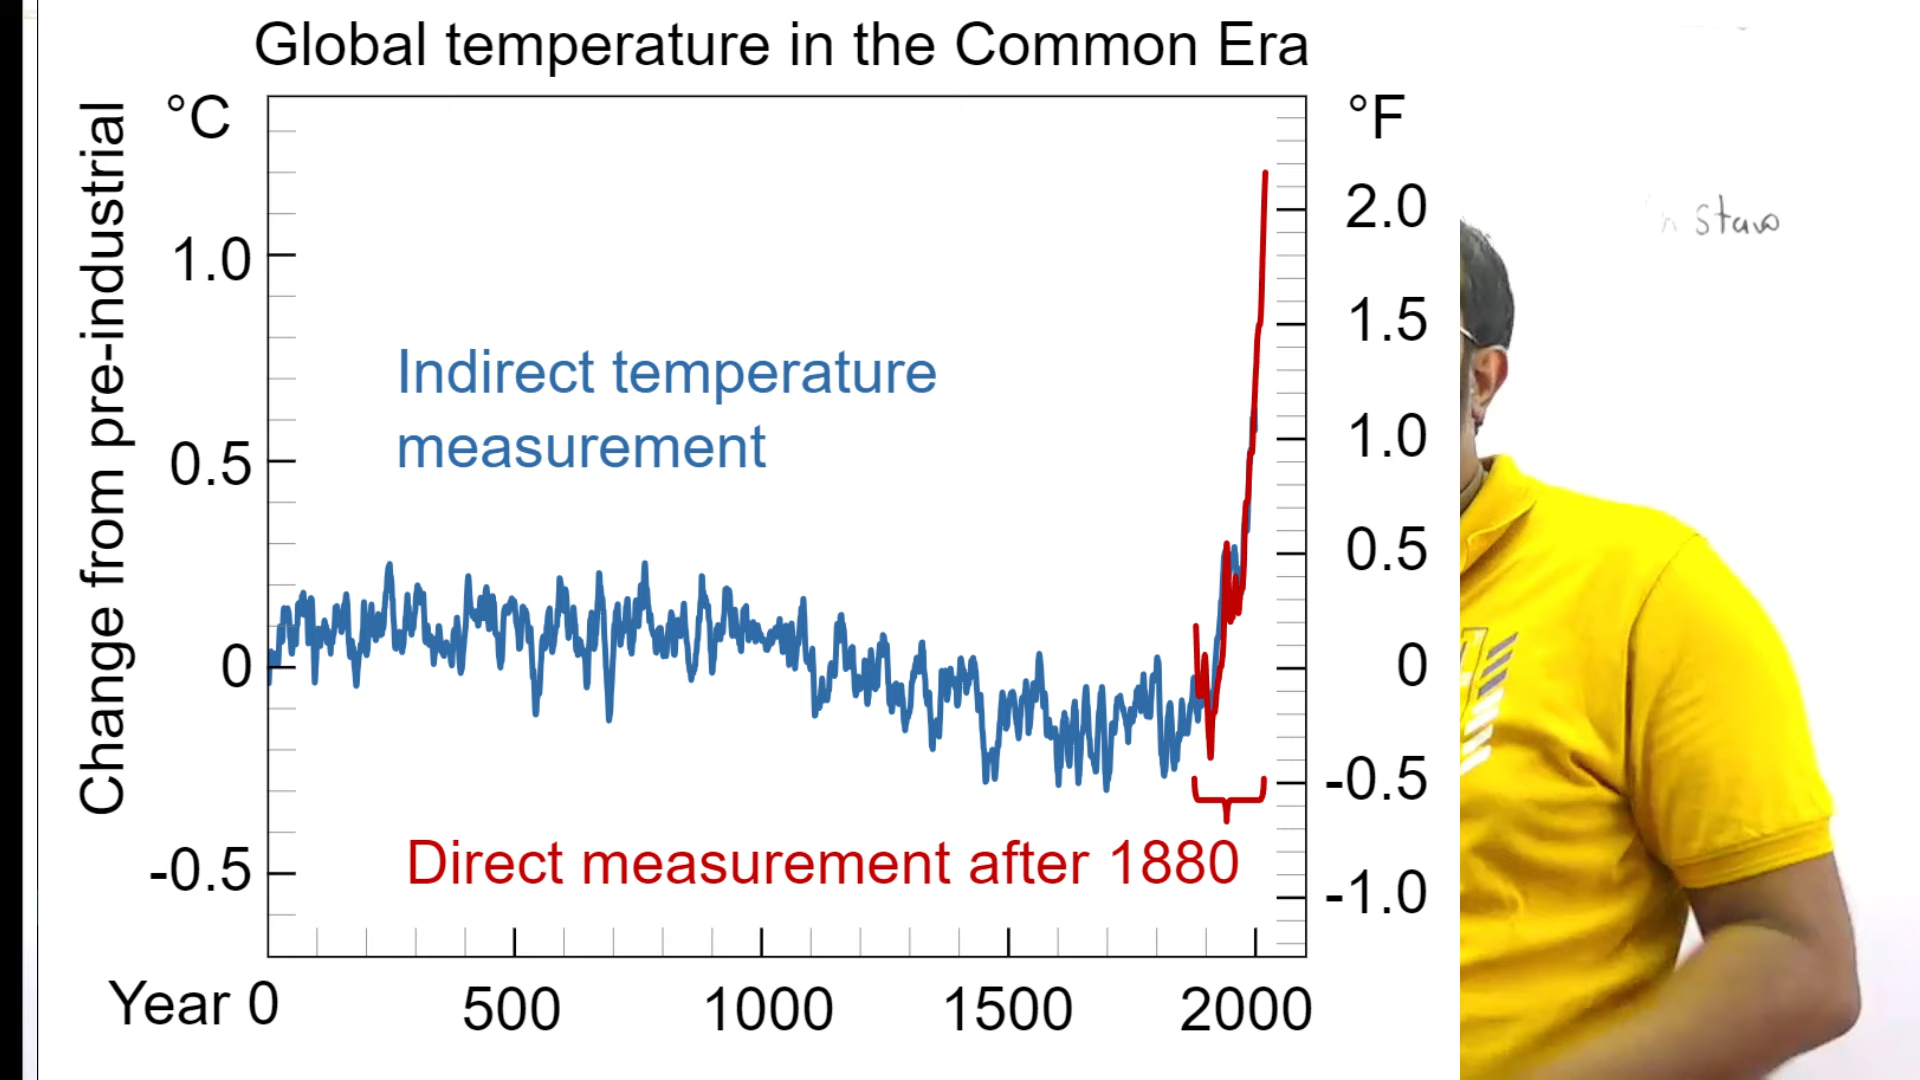 Global temperature in the Common Era
Change from pre-industrial
°C
1.0
0.5
0
-0.5
°F
2.0
1.5
1.0
0.5
0
-0.5
-1.0
Indirect temperature
measurement
Direct measurement after 1880
Year 0 500 1000 1500 2000